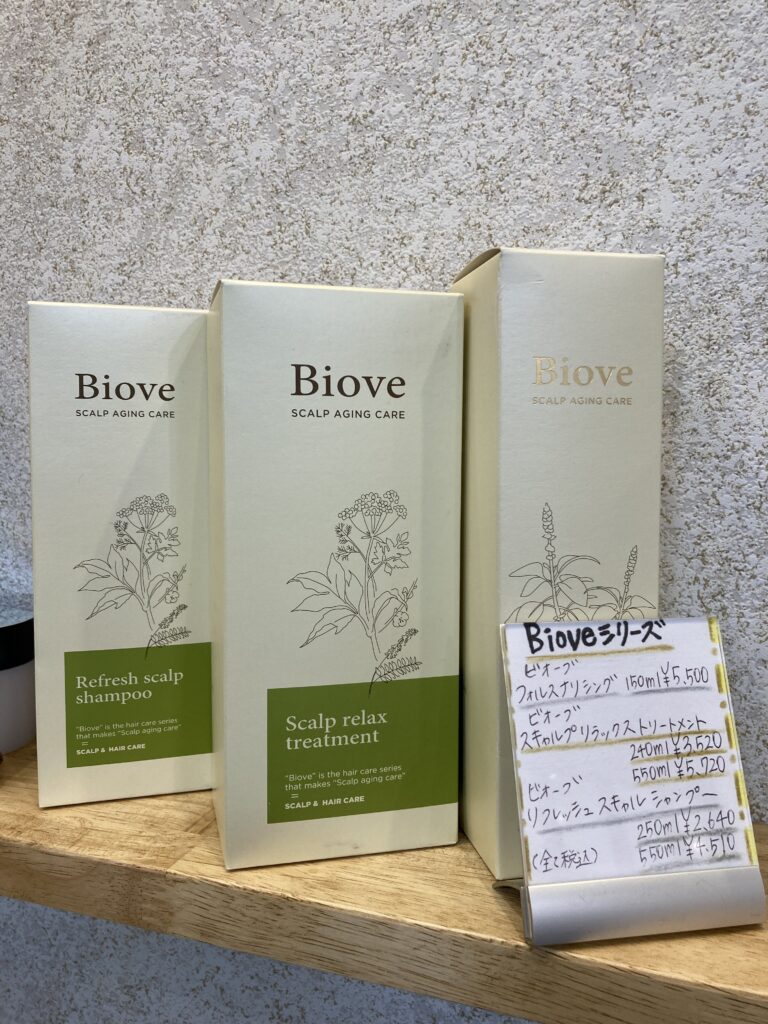 Biove
SCALP AGING CARE
Refresh scalp
shampoo
"Biove" is the hair care series
that makes "Scalp aging care"
=
SCALP & HAIR CARE
Biove
SCALP AGING CARE
Scalp relax
treatment
"Biove" is the hair care series
that makes "Scalp aging care"
=
SCALP & HAIR CARE
Biove
SCALP AGING CARE
Bioveシリーズ
ビオーブ
フォルスナリシング 150ml ¥5,500
ビオーブ
スキャルプリラックストリートメント
240ml ¥3,520
550ml ¥5,720
ビオーブ
リフレッシュ スキャルプ シャンプー
250ml ¥2,640
(全て税込) 550ml ¥4,510